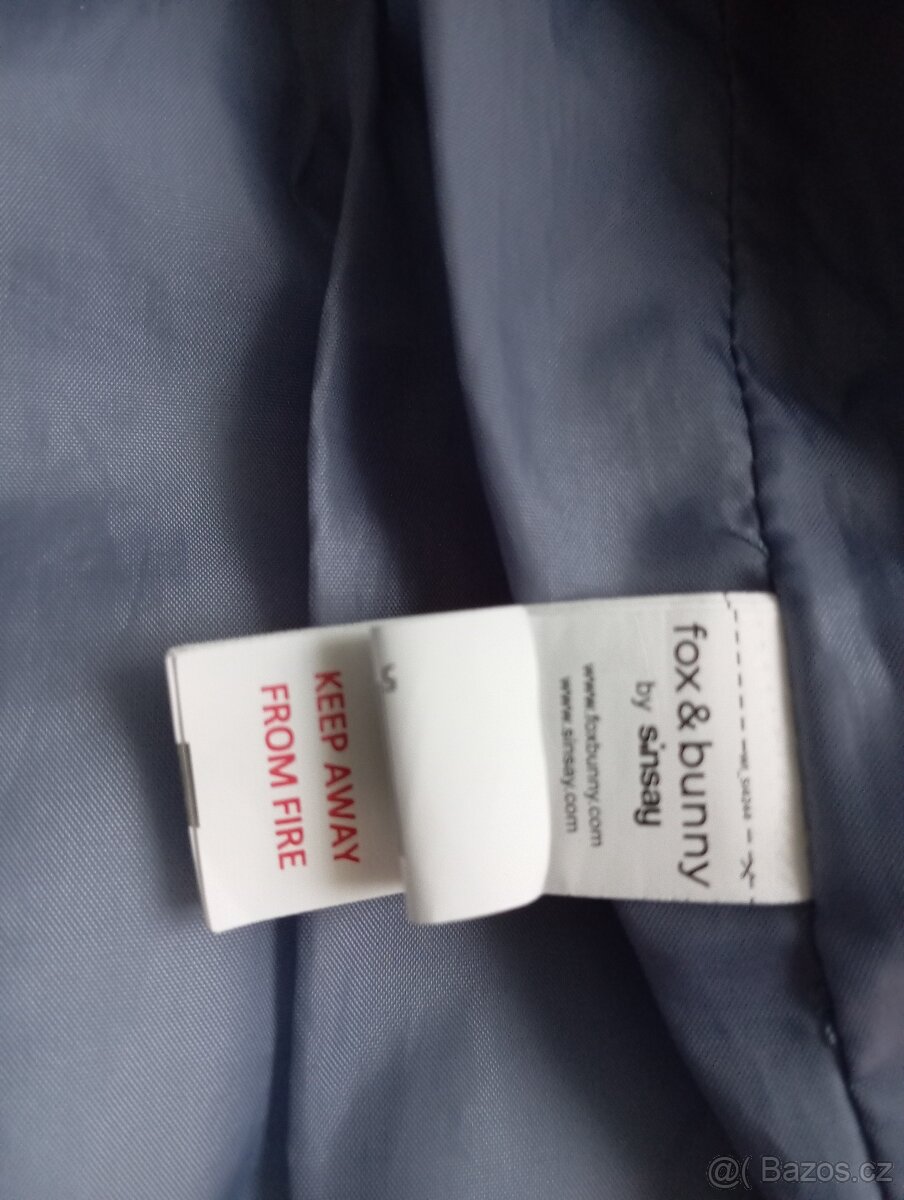 fox & bunny
by sinsay
www.foxbunny.com
www.sinsay.com
KEEP AWAY
FROM FIRE
@( Bazos.cz